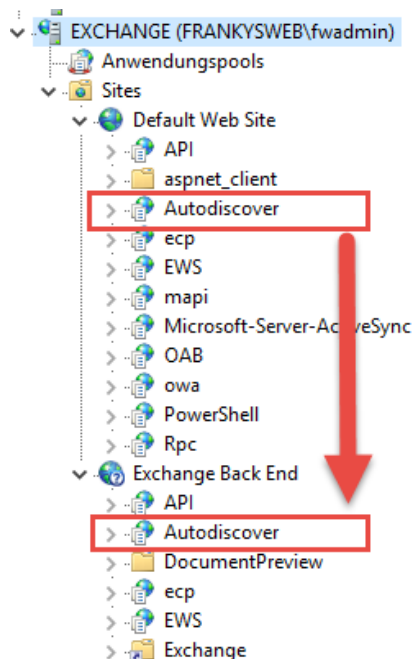 EXCHANGE (FRANKYSWEB\fwadmin)
Anwendungspools
Sites
Default Web Site
API
aspnet_client
Autodiscover
ecp
EWS
mapi
Microsoft-Server-ActiveSync
OAB
owa
PowerShell
Rpc
Exchange Back End
API
Autodiscover
DocumentPreview
ecp
EWS
Exchange